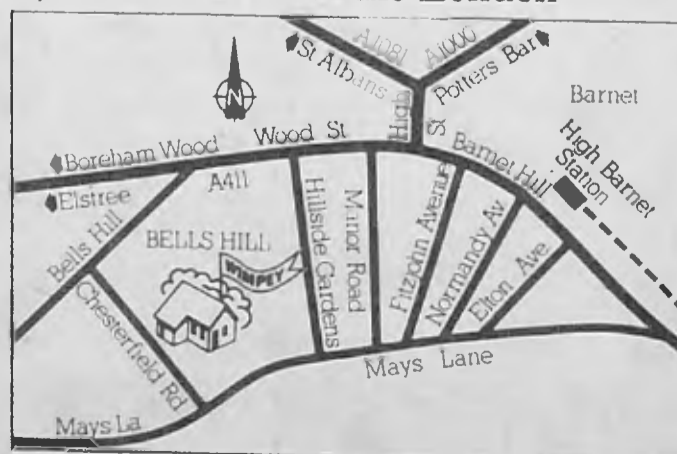 A1081
A1000
St Albans
Potters Bar
Barnet
High St
Wood St
Boreham Wood
Barnet Hill
High Barnet
Station
Elstree
A411
Bells Hill
BELLS HILL
WIMPEY
Hillside Gardens
Manor Road
Fitzjohn Avenue
Normandy Av
Elton Ave
Chesterfield Rd
Mays Lane
Mays La
N